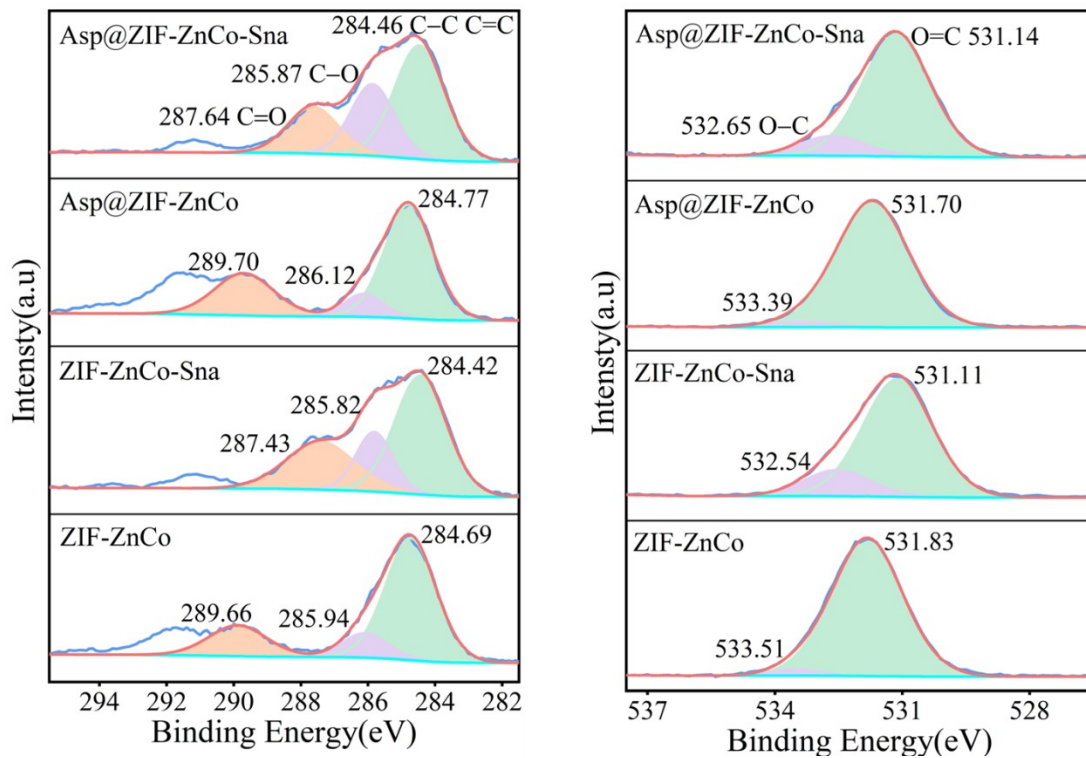 Asp@ZIF-ZnCo-Sna
284.46 C–C C=C
285.87 C–O
287.64 C=O
Asp@ZIF-ZnCo
284.77
289.70
286.12
ZIF-ZnCo-Sna
284.42
285.82
287.43
ZIF-ZnCo
284.69
289.66
285.94
Intensty(a.u)
294 292 290 288 286 284 282
Binding Energy(eV)
Asp@ZIF-ZnCo-Sna
O=C 531.14
532.65 O–C
Asp@ZIF-ZnCo
531.70
533.39
ZIF-ZnCo-Sna
531.11
532.54
ZIF-ZnCo
531.83
533.51
Intensty(a.u)
537 534 531 528
Binding Energy(eV)